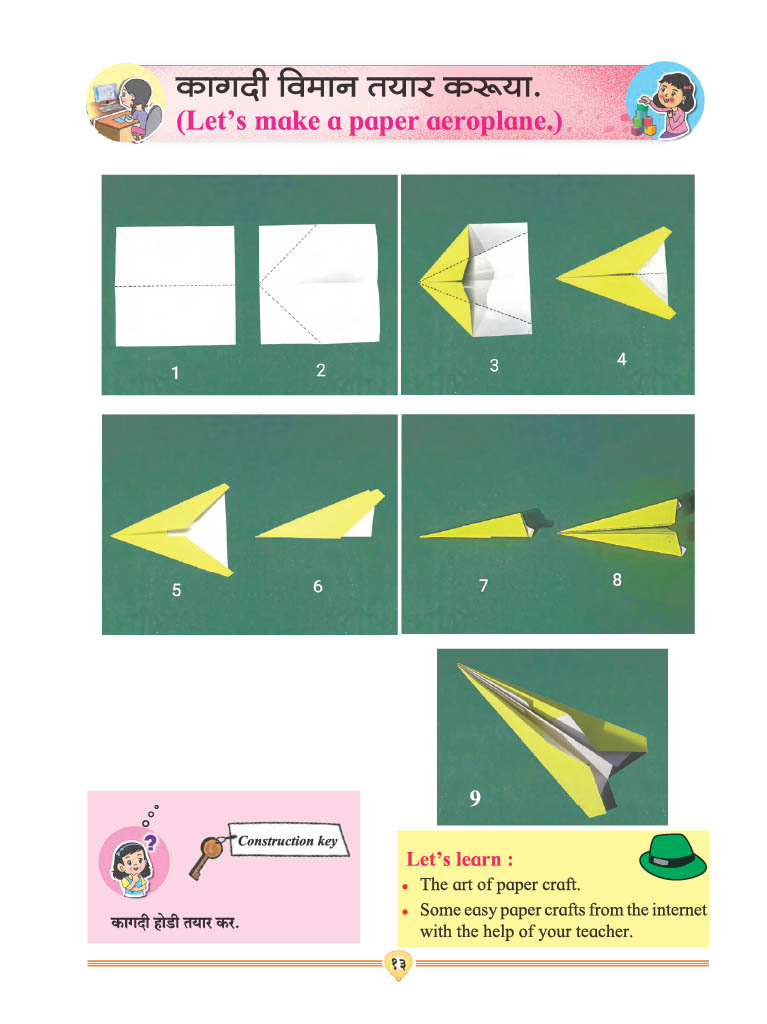 कागदी विमान तयार करूया.
(Let's make a paper aeroplane.)
1
2
3
4
5
6
7
8
9
?
Construction key
कागदी होडी तयार कर.
Let's learn :
• The art of paper craft.
• Some easy paper crafts from the internet
with the help of your teacher.
१३